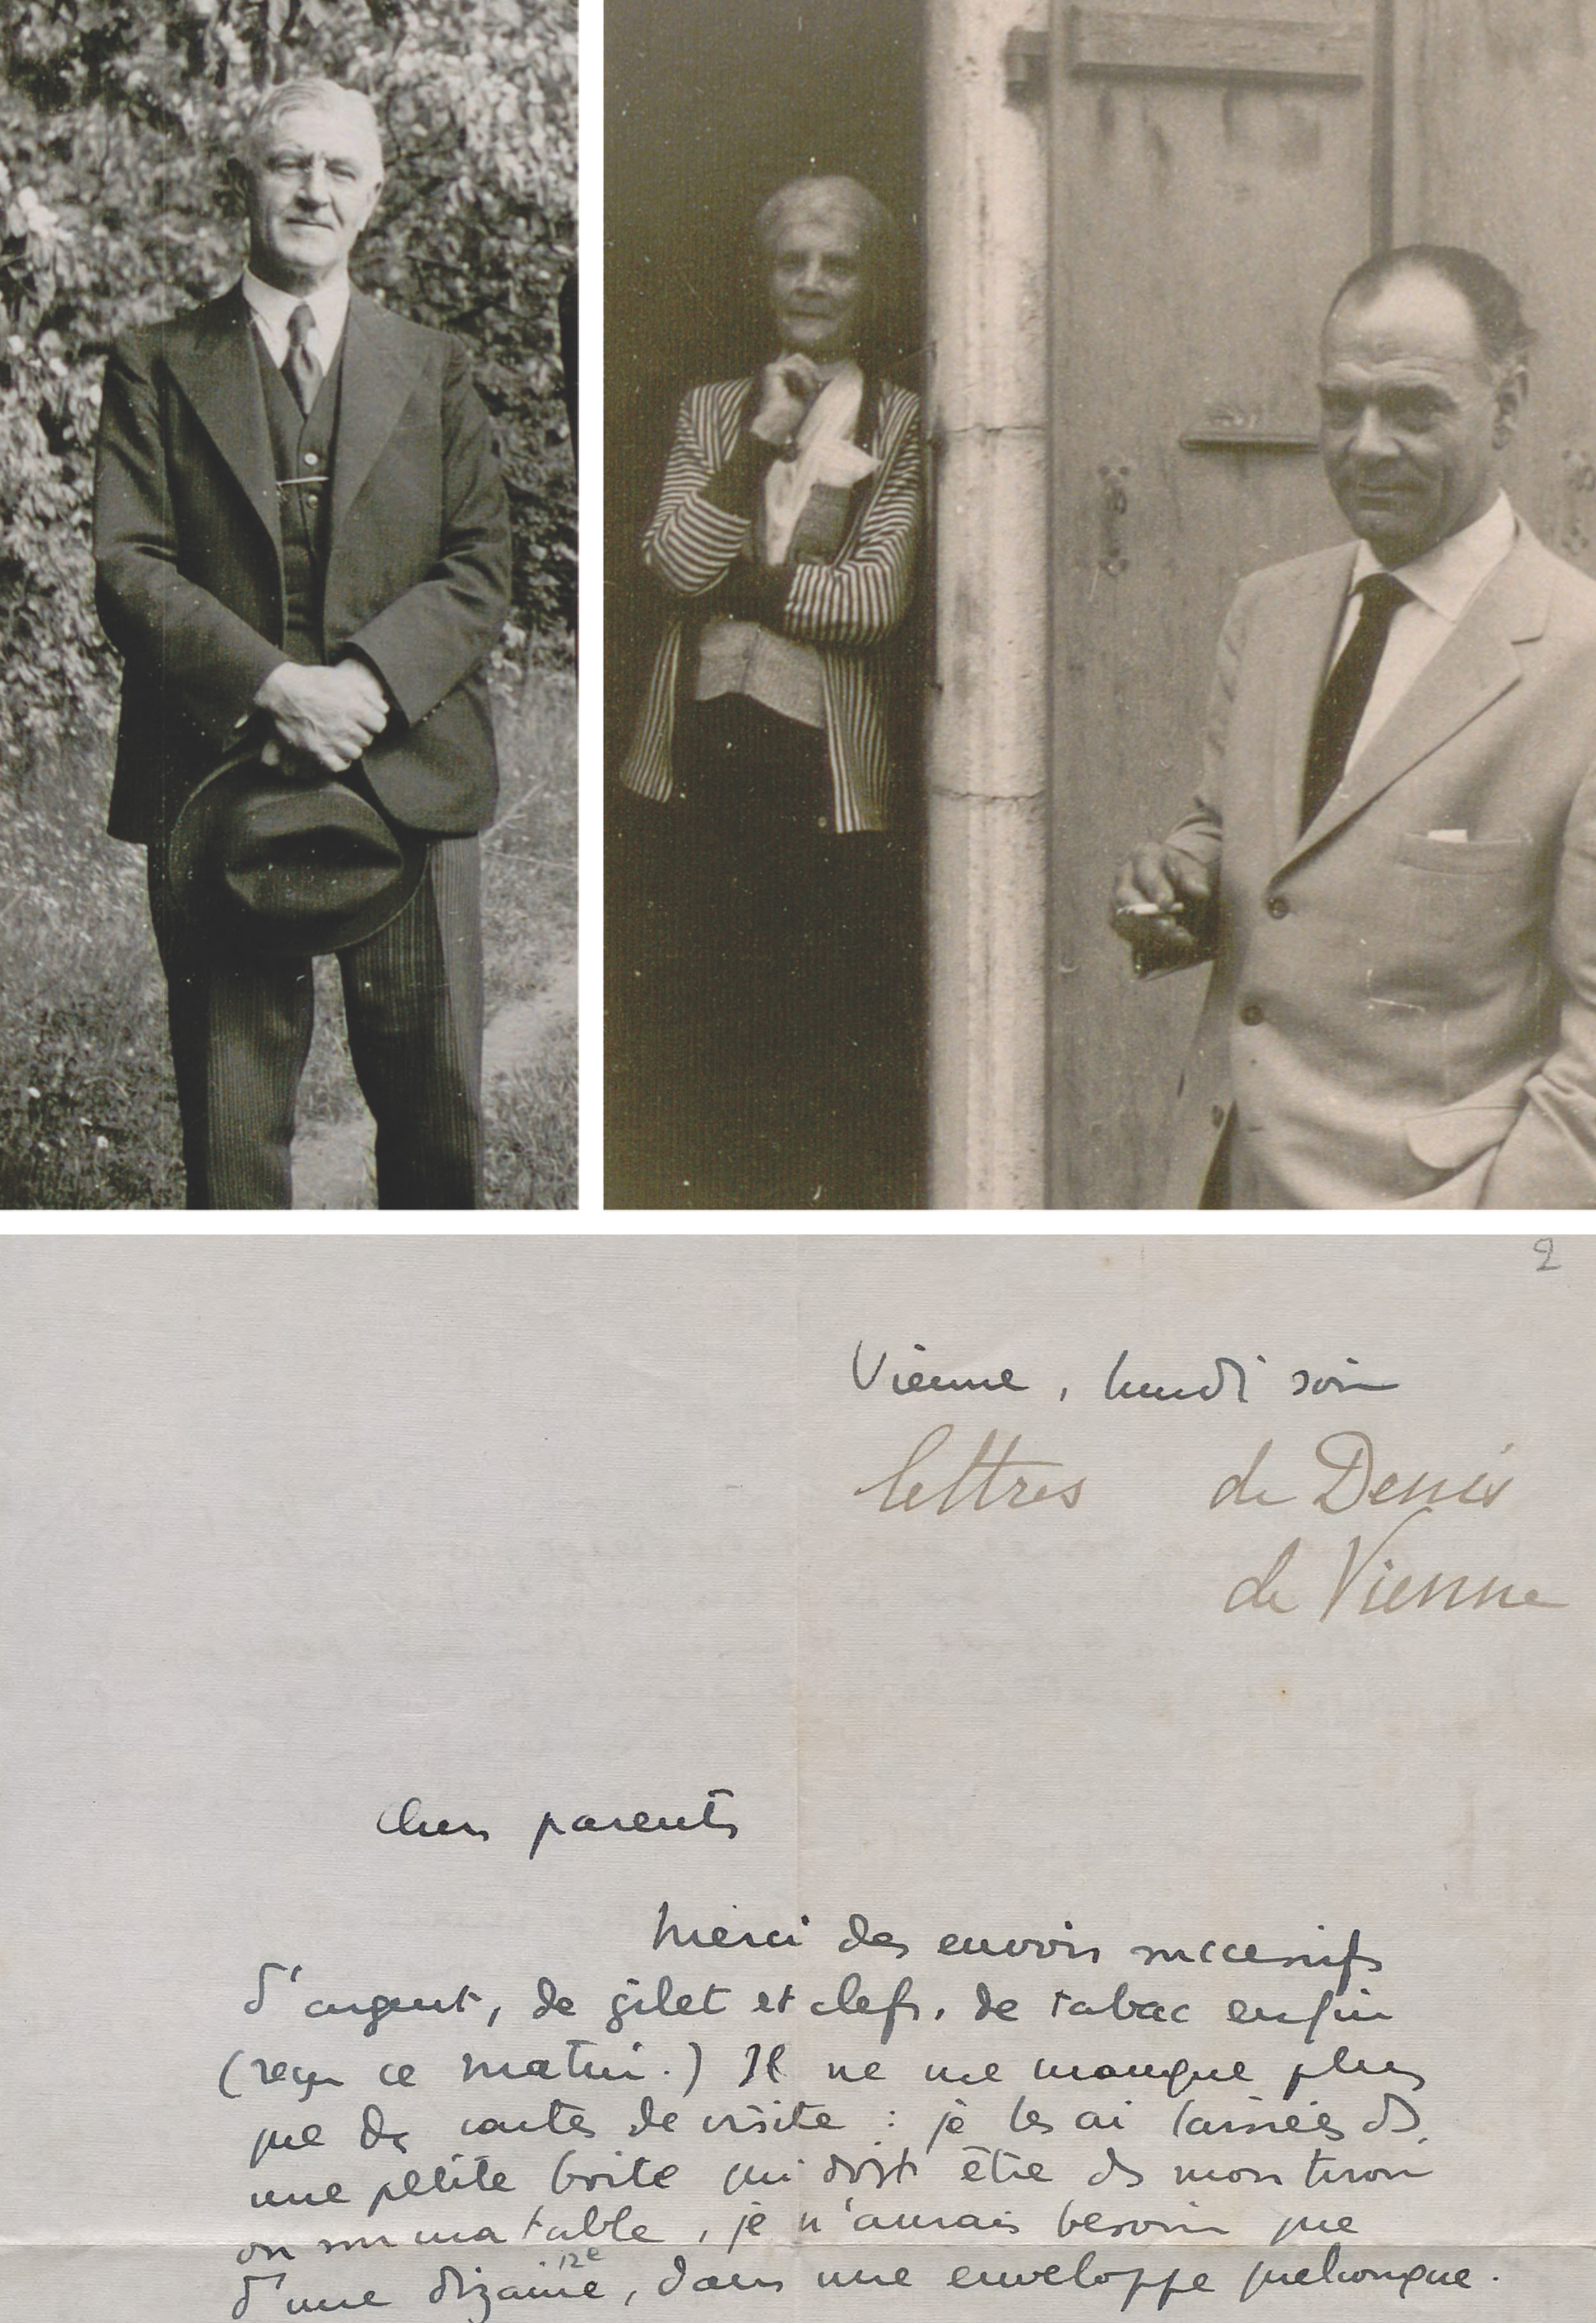 2
Vienne, lundi soir
lettres de Denis
de Vienne
Chers parents
Merci des envois successifs
d'argent, de gilet et clefs, de tabac enfin
(reçu ce matin.) Il ne me manque plus
que des cartes de visite : je les ai laissées ds
une petite boîte qui doit être ds mon tiroir
ou sur ma table, je n'aurais besoin que
d'une dizaine, dans une enveloppe quelconque.